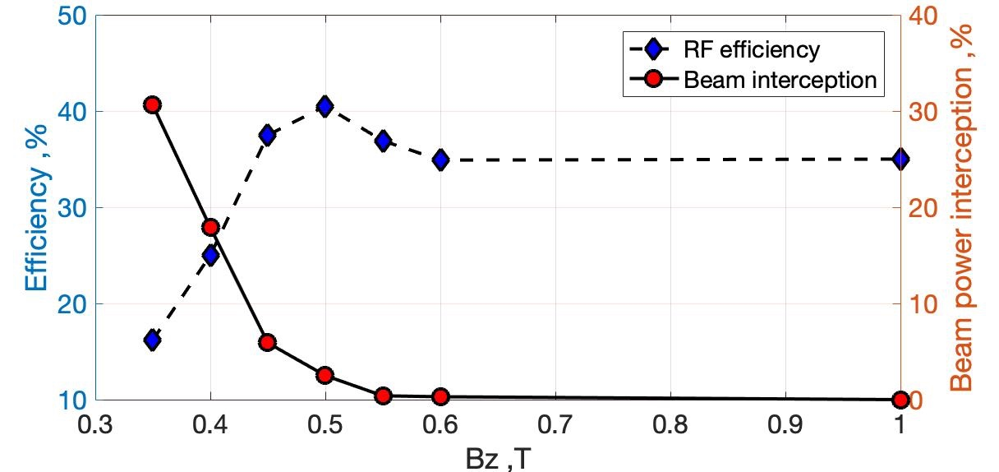 50
40
30
20
10
Efficiency ,%
40
30
20
10
0
Beam power interception ,%
RF efficiency
Beam interception
0.3 0.4 0.5 0.6 0.7 0.8 0.9 1
Bz ,T